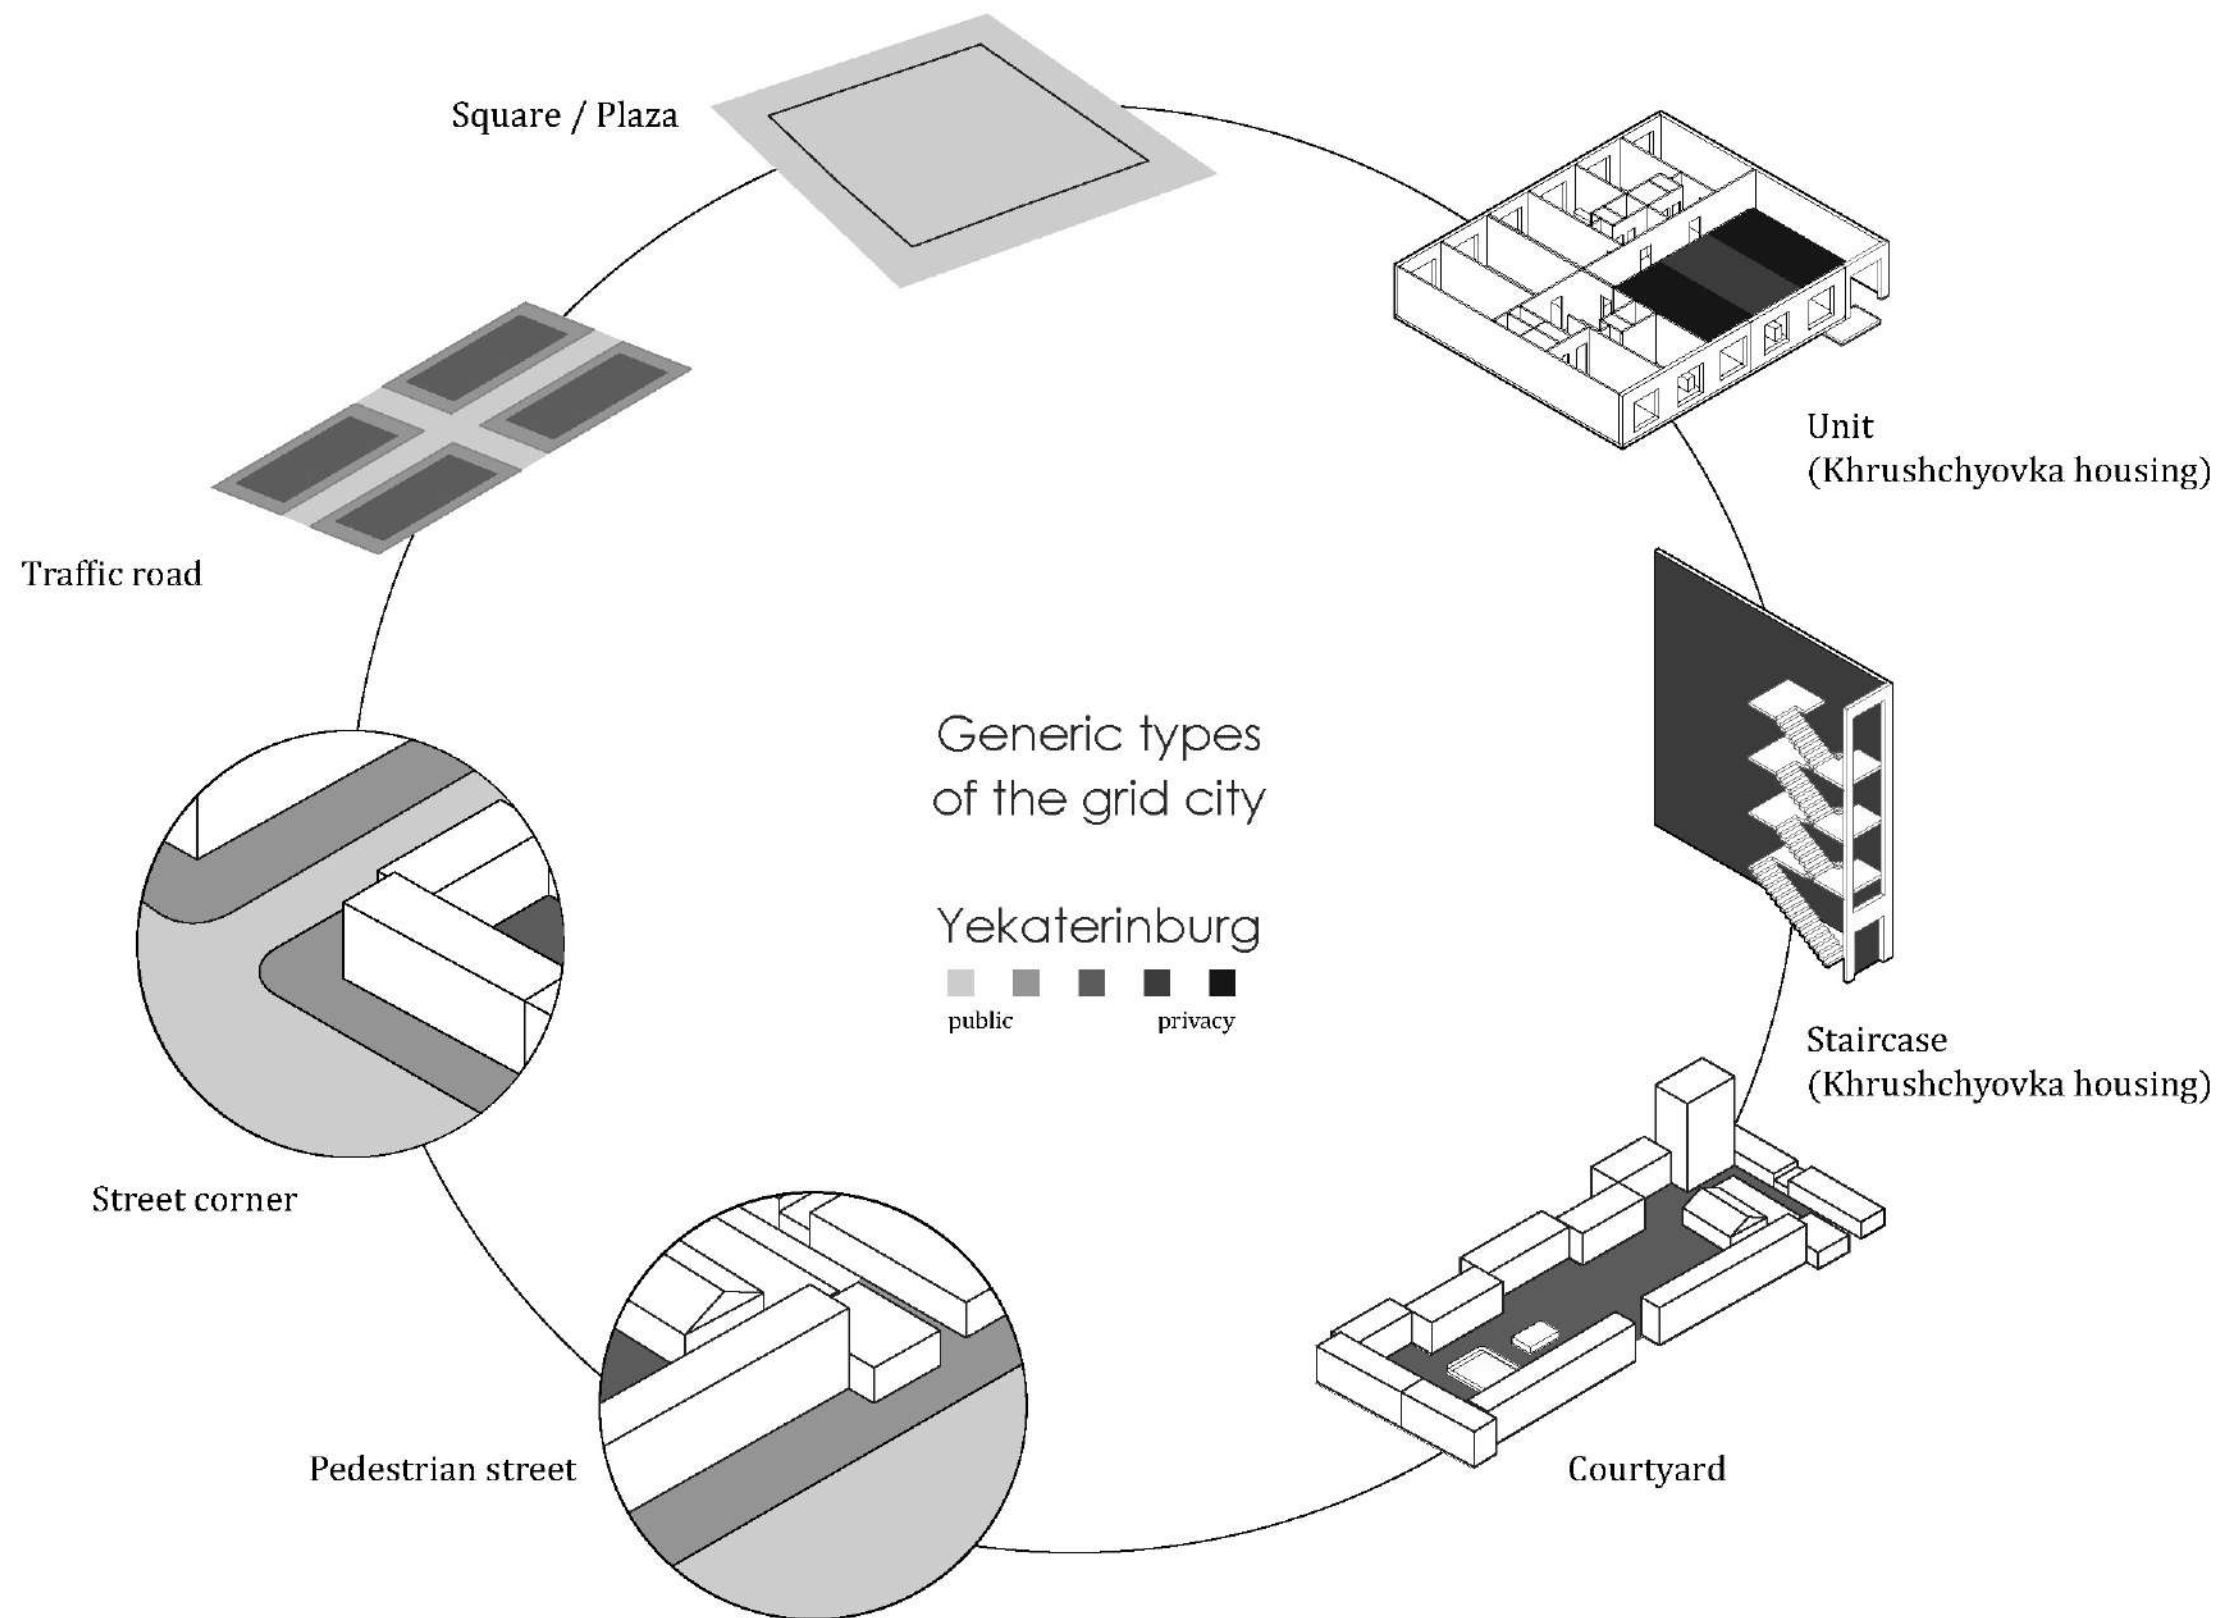 Square / Plaza
Unit
(Khrushchyovka housing)
Traffic road
Generic types
of the grid city
Yekaterinburg
public
privacy
Staircase
(Khrushchyovka housing)
Street corner
Pedestrian street
Courtyard